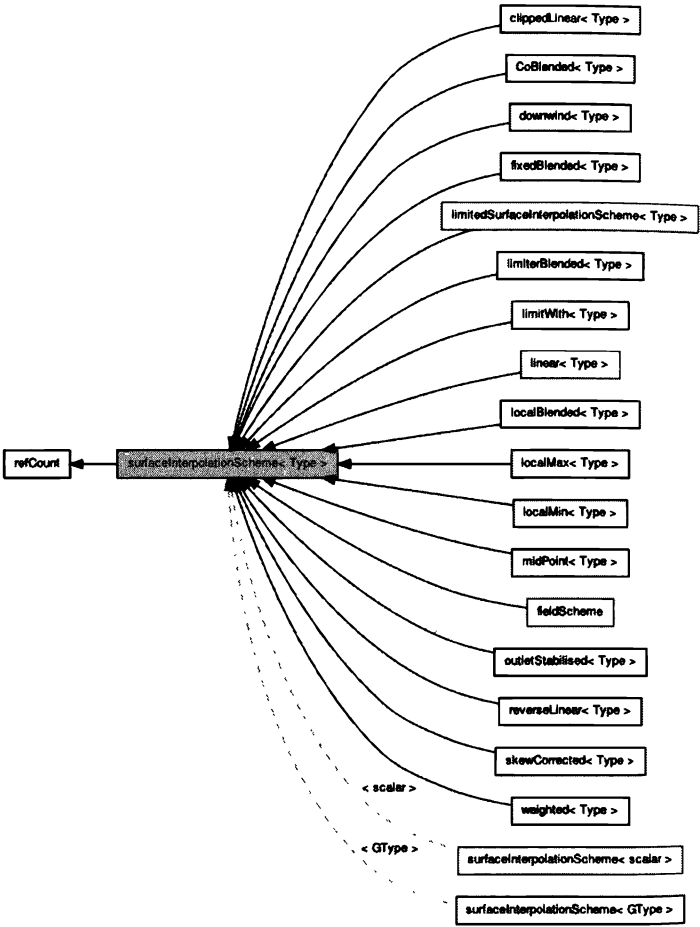 clippedLinear< Type >
CoBlended< Type >
downwind< Type >
fixedBlended< Type >
limitedSurfaceInterpolationScheme< Type >
limiterBlended< Type >
limitWith< Type >
linear< Type >
localBlended< Type >
refCount
surfaceInterpolationScheme< Type >
localMax< Type >
localMin< Type >
midPoint< Type >
fieldScheme
outletStabilised< Type >
reverseLinear< Type >
skewCorrected< Type >
< scalar >
weighted< Type >
< GType >
surfaceInterpolationScheme< scalar >
surfaceInterpolationScheme< GType >